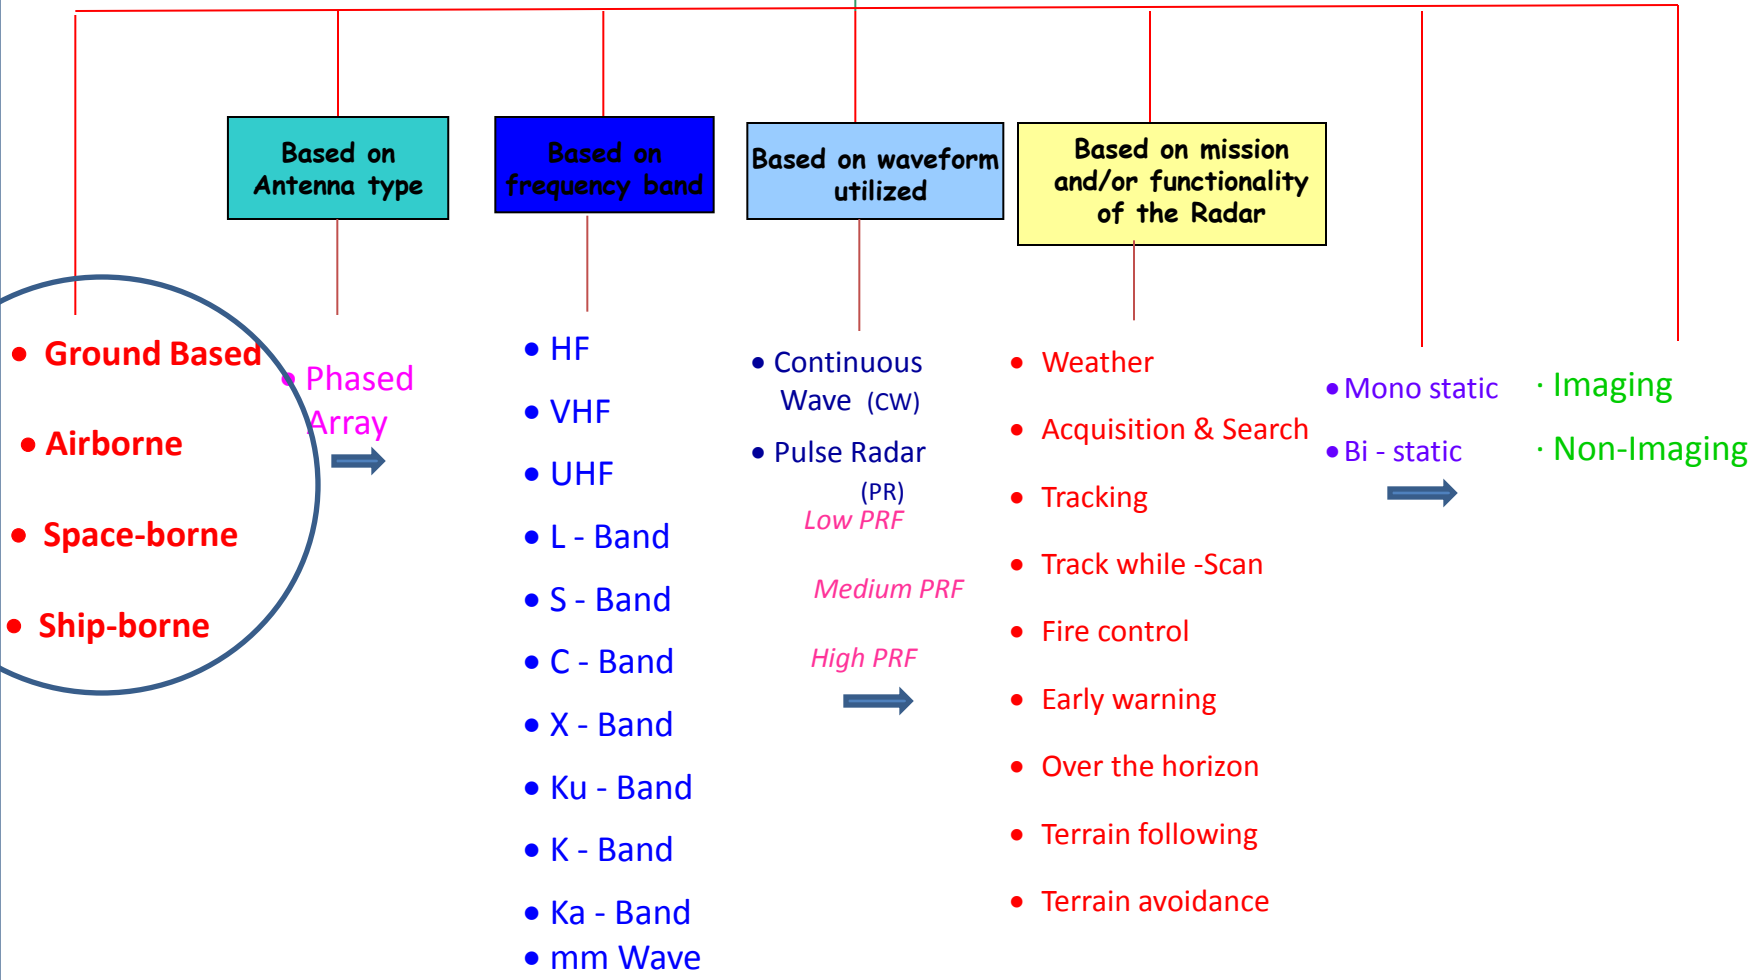 Based on
Antenna type
Based on
frequency band
Based on waveform
utilized
Based on mission
and/or functionality
of the Radar
• Ground Based
• Airborne
• Space-borne
• Ship-borne
• Phased
Array
• HF
• VHF
• UHF
• L - Band
• S - Band
• C - Band
• X - Band
• Ku - Band
• K - Band
• Ka - Band
• mm Wave
• Continuous
Wave (CW)
• Pulse Radar
(PR)
Low PRF
Medium PRF
High PRF
• Weather
• Acquisition & Search
• Tracking
• Track while -Scan
• Fire control
• Early warning
• Over the horizon
• Terrain following
• Terrain avoidance
• Mono static
• Bi - static
· Imaging
· Non-Imaging